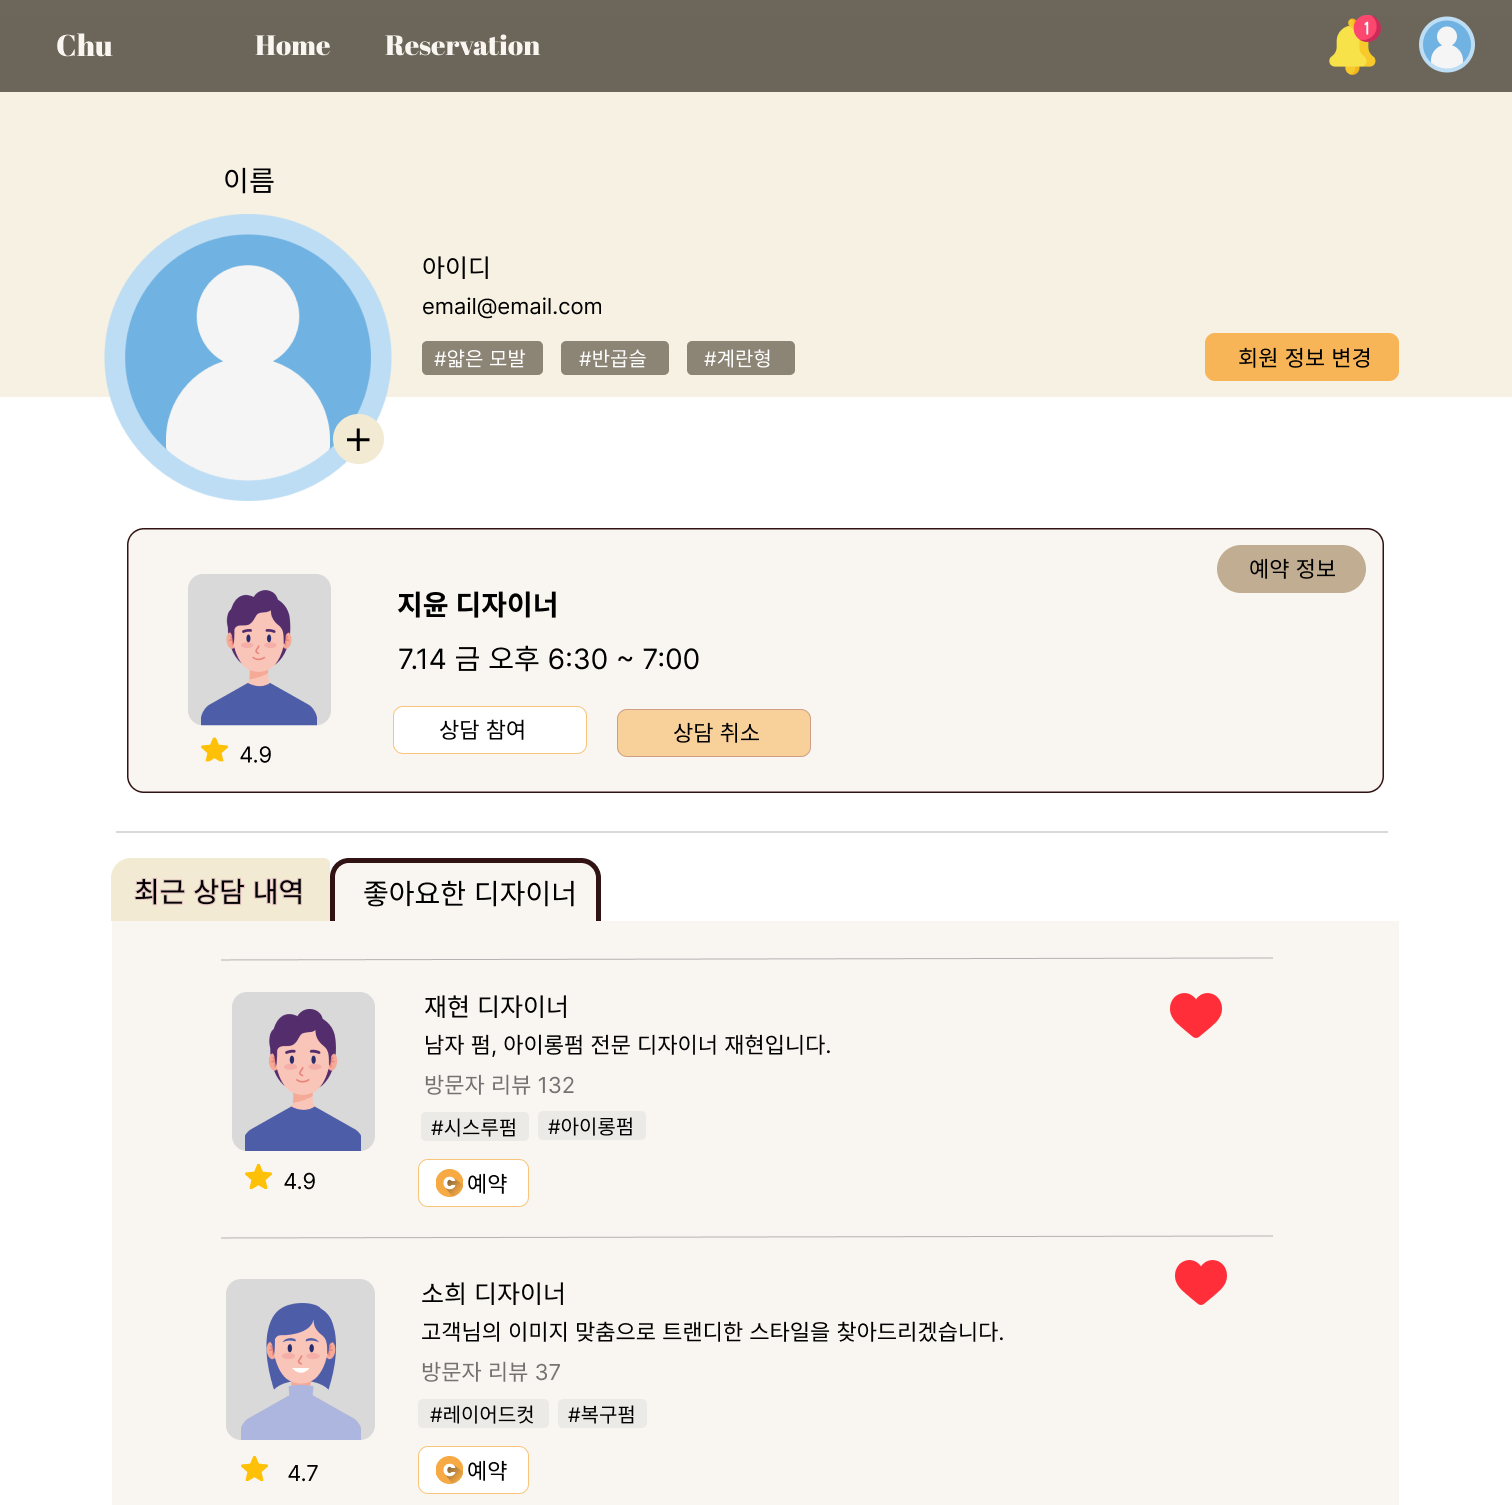 Chu
Home
Reservation
1
이름
아이디
email@email.com
#얇은 모발
#반곱슬
#계란형
회원 정보 변경
예약 정보
지윤 디자이너
7.14 금 오후 6:30 ~ 7:00
상담 참여
상담 취소
4.9
최근 상담 내역
좋아요한 디자이너
재현 디자이너
남자 펌, 아이롱펌 전문 디자이너 재현입니다.
방문자 리뷰 132
#시스루펌
#아이롱펌
4.9
C 예약
소희 디자이너
고객님의 이미지 맞춤으로 트랜디한 스타일을 찾아드리겠습니다.
방문자 리뷰 37
#레이어드컷
#복구펌
4.7
C 예약